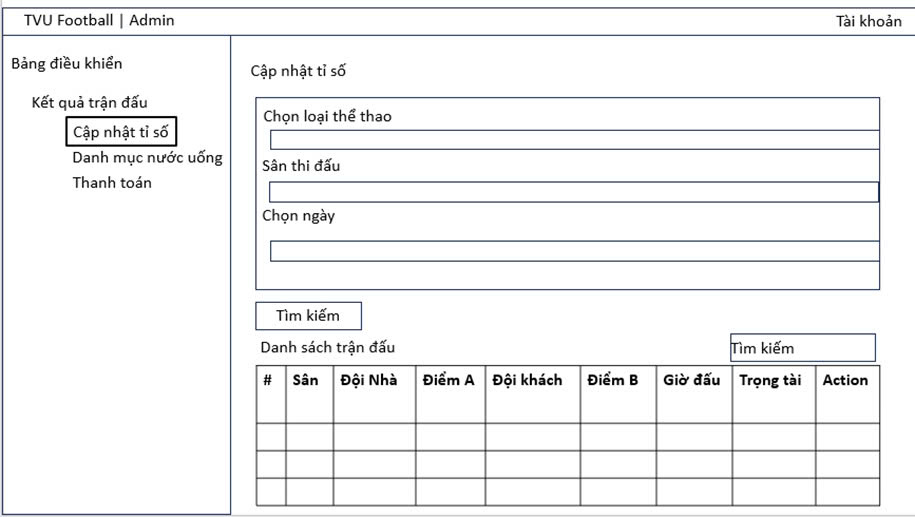 TVU Football | Admin
Tài khoản
Bảng điều khiển
Kết quả trận đấu
Cập nhật tỉ số
Danh mục nước uống
Thanh toán
Cập nhật tỉ số
Chọn loại thể thao
Sân thi đấu
Chọn ngày
Tìm kiếm
Danh sách trận đấu
Tìm kiếm
# Sân Đội Nhà Điểm A Đội khách Điểm B Giờ đấu Trọng tài Action